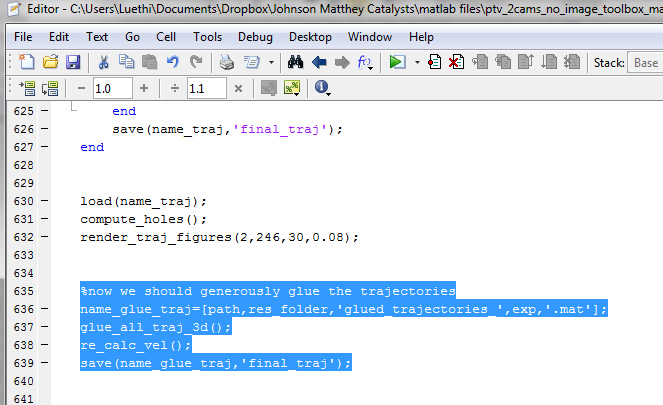 Editor - C:\Users\Luethi\Documents\Dropbox\Johnson Matthey Catalysts\matlab files\ptv_2cams_no_image_toolbox_ma
File Edit Text Go Cell Tools Debug Desktop Window Help
Stack: Base
− 1.0 + ÷ 1.1 ×
625 – end
626 – save(name_traj,'final_traj');
627 – end
628
629
630 – load(name_traj);
631 – compute_holes();
632 – render_traj_figures(2,246,30,0.08);
633
634
635 %now we should generously glue the trajectories
636 – name_glue_traj=[path,res_folder,'glued_trajectories_',exp,'.mat'];
637 – glue_all_traj_3d();
638 – re_calc_vel();
639 – save(name_glue_traj,'final_traj');
640
641